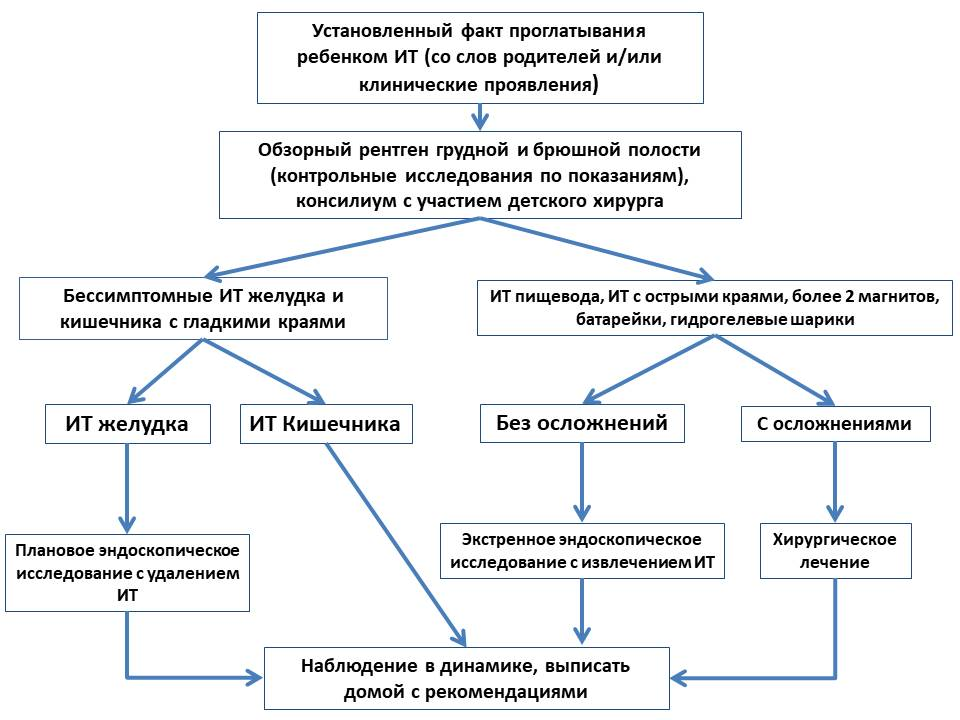 Установленный факт проглатывания
ребенком ИТ (со слов родителей и/или
клинические проявления)
Обзорный рентген грудной и брюшной полости
(контрольные исследования по показаниям),
консилиум с участием детского хирурга
Бессимптомные ИТ желудка и
кишечника с гладкими краями
ИТ пищевода, ИТ с острыми краями, более 2 магнитов,
батарейки, гидрогелевые шарики
ИТ желудка
ИТ Кишечника
Без осложнений
С осложнениями
Плановое эндоскопическое
исследование с удалением
ИТ
Экстренное эндоскопическое
исследование с извлечением ИТ
Хирургическое
лечение
Наблюдение в динамике, выписать
домой с рекомендациями